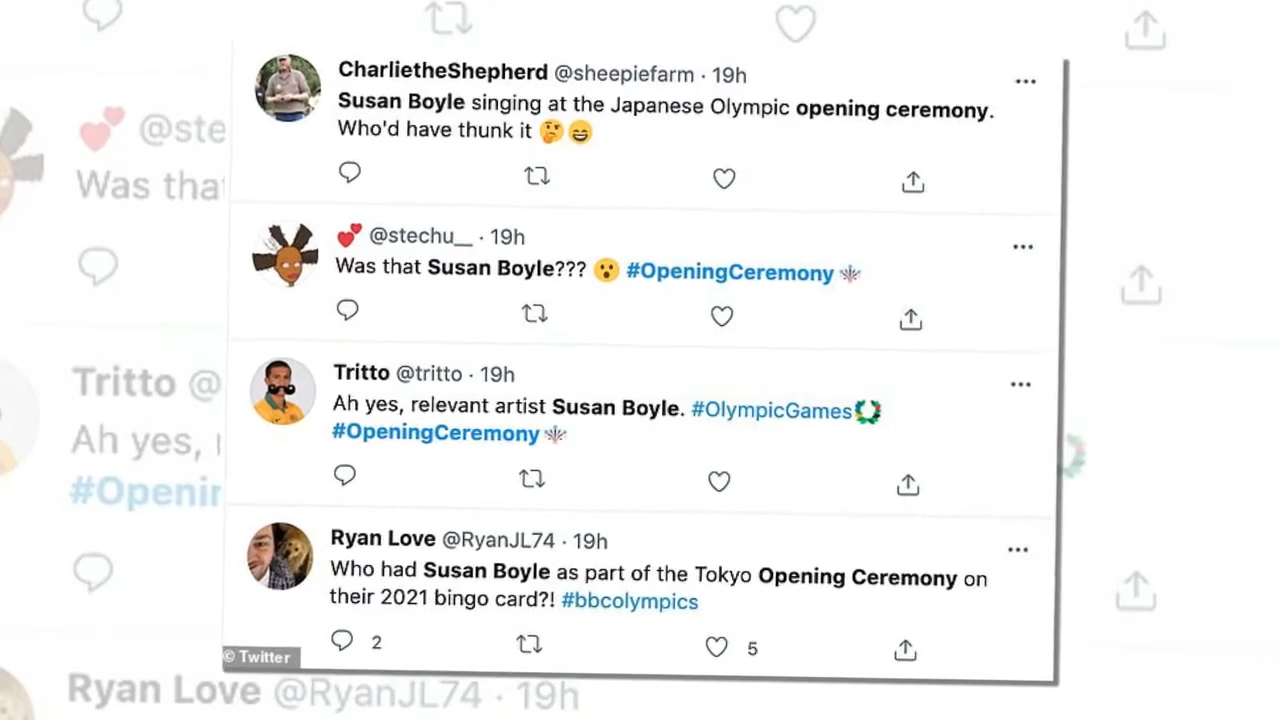 CharlietheShepherd @sheepiefarm · 19h
Susan Boyle singing at the Japanese Olympic opening ceremony.
Who'd have thunk it 🤔😄
💕 @stechu__ · 19h
Was that Susan Boyle??? 😮 #OpeningCeremony
Tritto @tritto · 19h
Ah yes, relevant artist Susan Boyle. #OlympicGames
#OpeningCeremony
Ryan Love @RyanJL74 · 19h
Who had Susan Boyle as part of the Tokyo Opening Ceremony on
their 2021 bingo card?! #bbcolympics
2 5
© Twitter
💕 @ste
Was that
Tritto @
Ah yes, r
#Openin
Ryan Love @RyanJL74 · 19h